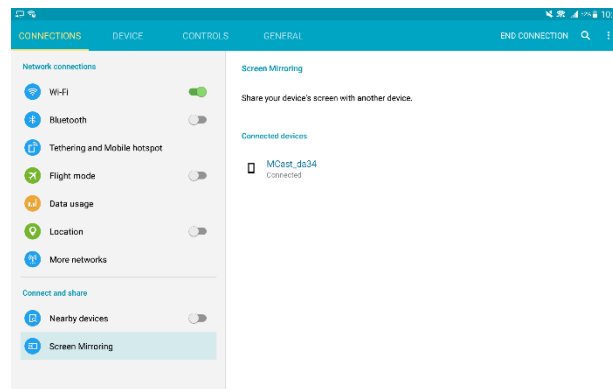 10:
CONNECTIONS DEVICE CONTROLS GENERAL END CONNECTION
Network connections
Wi-Fi
Bluetooth
Tethering and Mobile hotspot
Flight mode
Data usage
Location
More networks
Connect and share
Nearby devices
Screen Mirroring
Screen Mirroring
Share your device's screen with another device.
Connected devices
MCast_da34
Connected